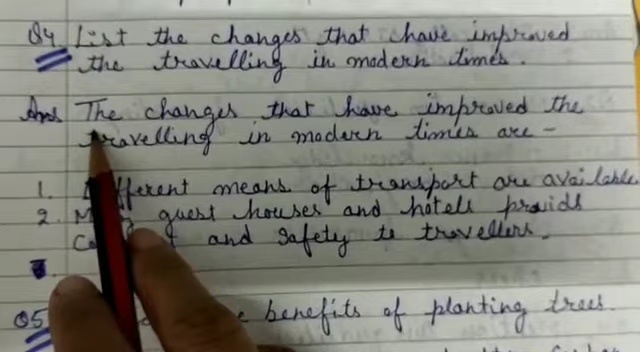 Q4 List the changes that have improved
the travelling in modern times.
Ans The changes that have improved the
travelling in modern times are -
1. Different means of transport are available
2. guest houses and hotels provids
and safety to travellers.
Q5 benefits of planting trees.